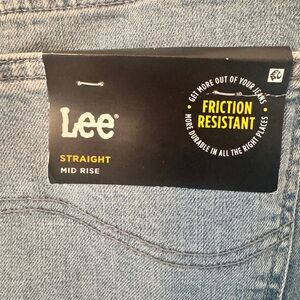 Lee®
STRAIGHT
MID RISE
GET MORE OUT OF YOUR JEANS
FRICTION
RESISTANT
MORE DURABLE IN ALL THE RIGHT PLACES